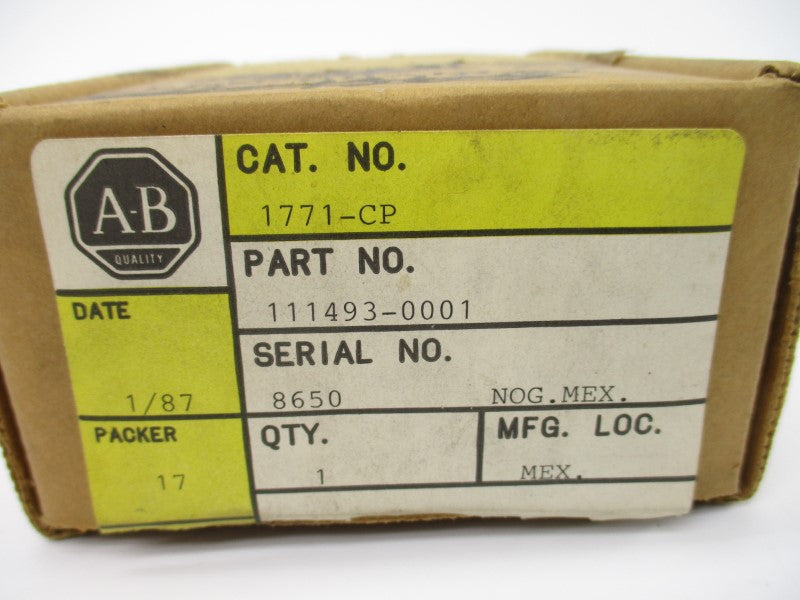 A-B
QUALITY
CAT. NO.
1771-CP
PART NO.
111493-0001
DATE
1/87
SERIAL NO.
8650 NOG.MEX.
PACKER
17
QTY.
1
MFG. LOC.
MEX.